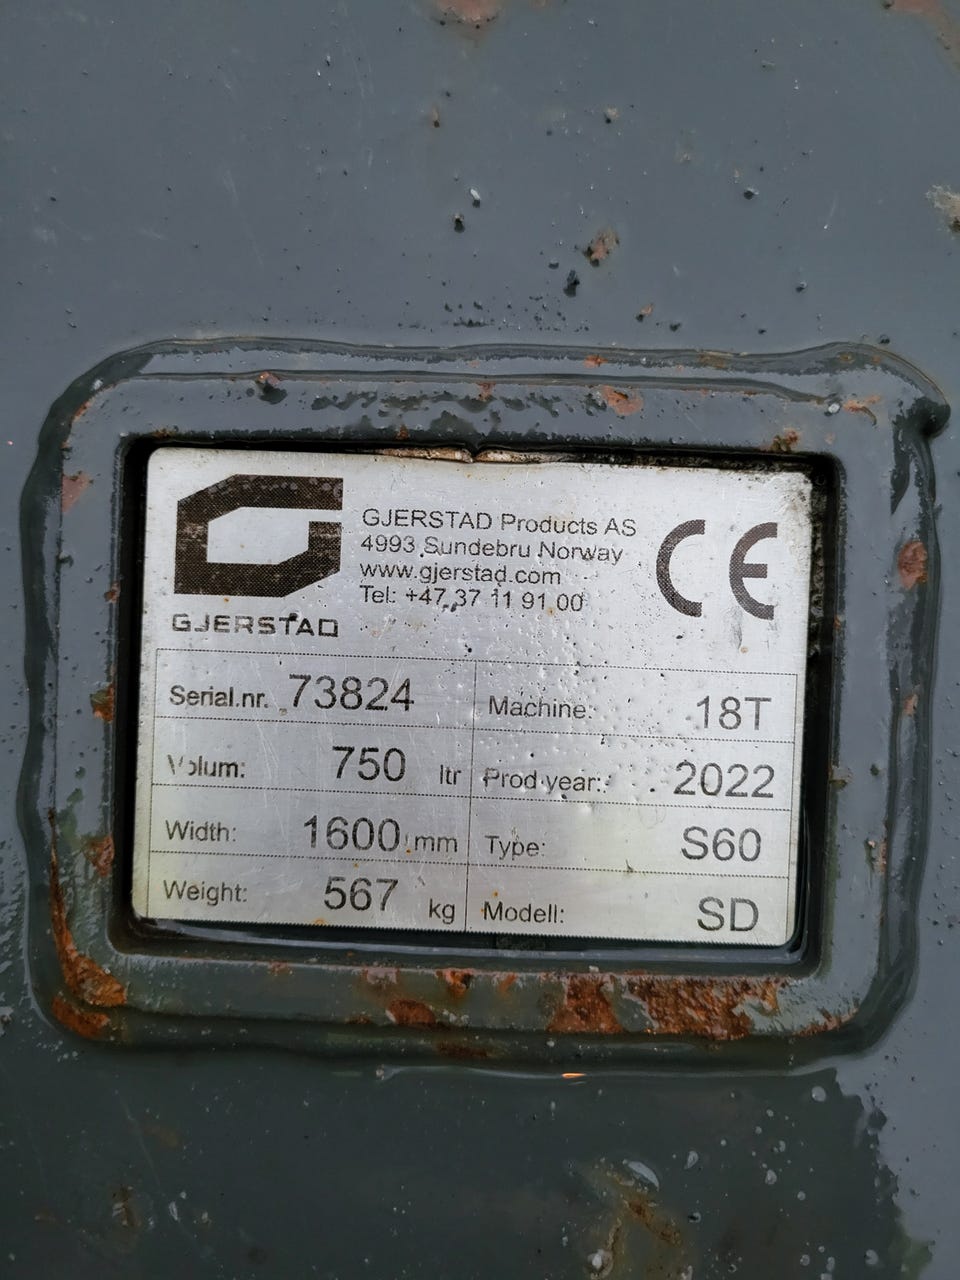 GJERSTAD
GJERSTAD Products AS
4993 Sundebru Norway
www.gjerstad.com
Tel: +47 37 11 91 00
CE
Serial.nr. 73824
Machine: 18T
Volum: 750 ltr
Prod year: 2022
Width: 1600 mm
Type: S60
Weight: 567 kg
Modell: SD